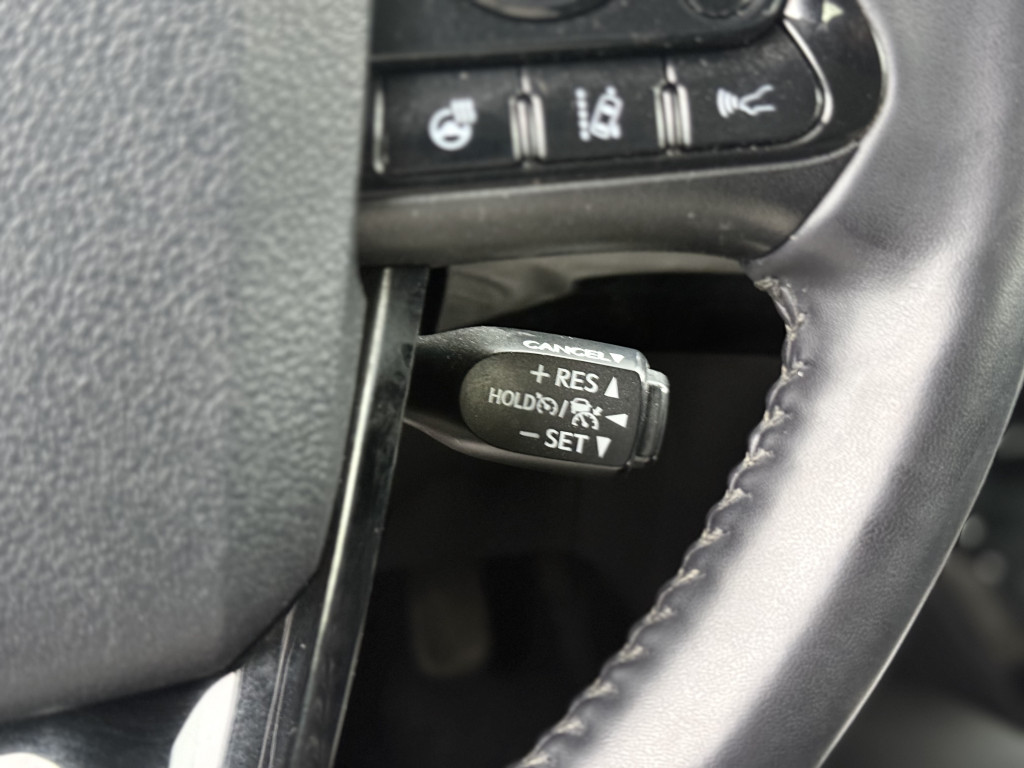 CANCEL
+ RES
HOLD /
− SET